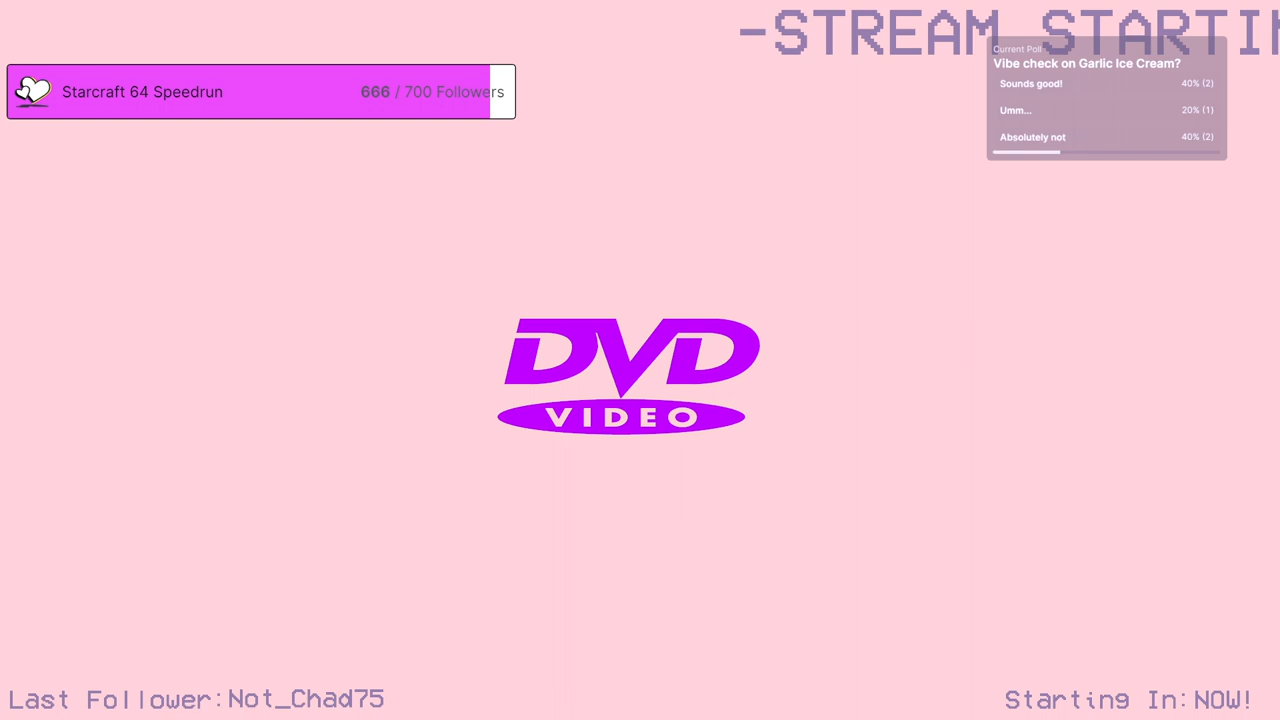 -STREAM STARTIN
Starcraft 64 Speedrun
666 / 700 Followers
Current Poll
Vibe check on Garlic Ice Cream?
Sounds good! 40% (2)
Umm... 20% (1)
Absolutely not 40% (2)
DVD
VIDEO
Last Follower:Not_Chad75
Starting In:NOW!